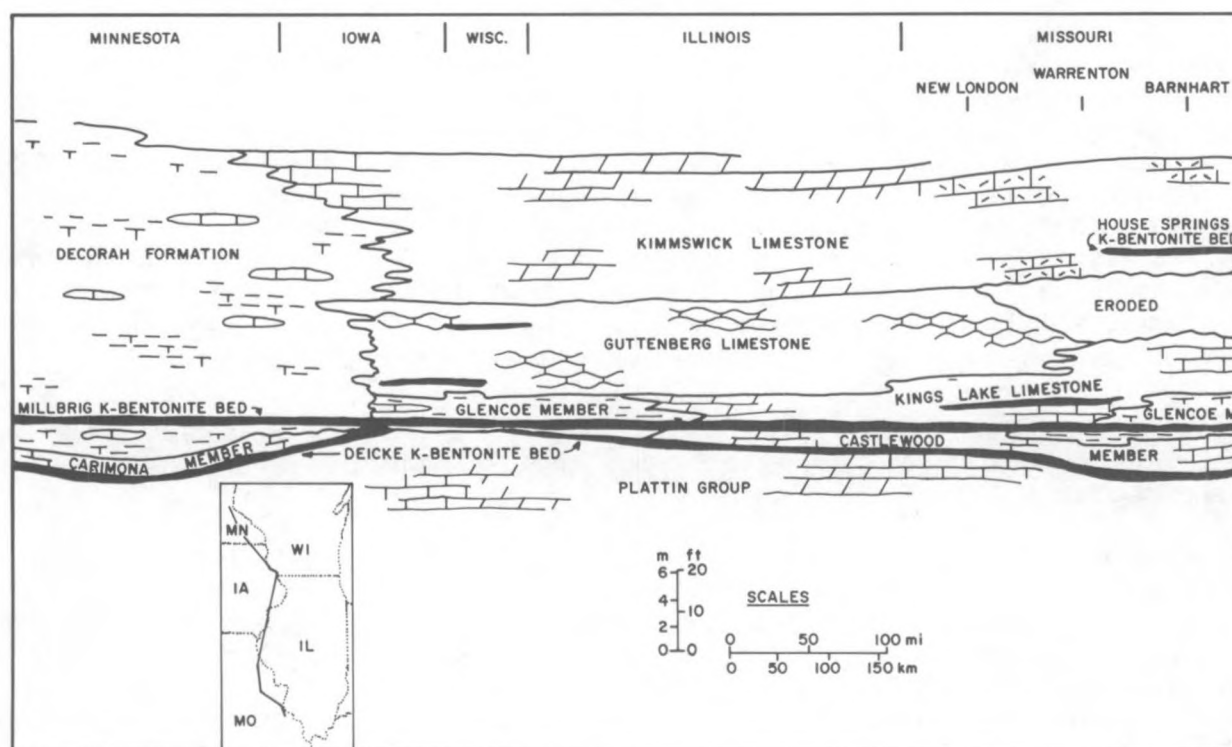 MINNESOTA | IOWA | WISC. | ILLINOIS | MISSOURI
NEW LONDON
WARRENTON
BARNHART
DECORAH FORMATION
KIMMSWICK LIMESTONE
HOUSE SPRINGS
K-BENTONITE BED
ERODED
GUTTENBERG LIMESTONE
KINGS LAKE LIMESTONE
MILLBRIG K-BENTONITE BED
GLENCOE MEMBER
GLENCOE M
CARIMONA MEMBER
DEICKE K-BENTONITE BED
CASTLEWOOD
MEMBER
PLATTIN GROUP
MN
WI
IA
IL
MO
m ft
6 20
4 10
2
0 0
SCALES
0 50 100 mi
0 50 100 150 km